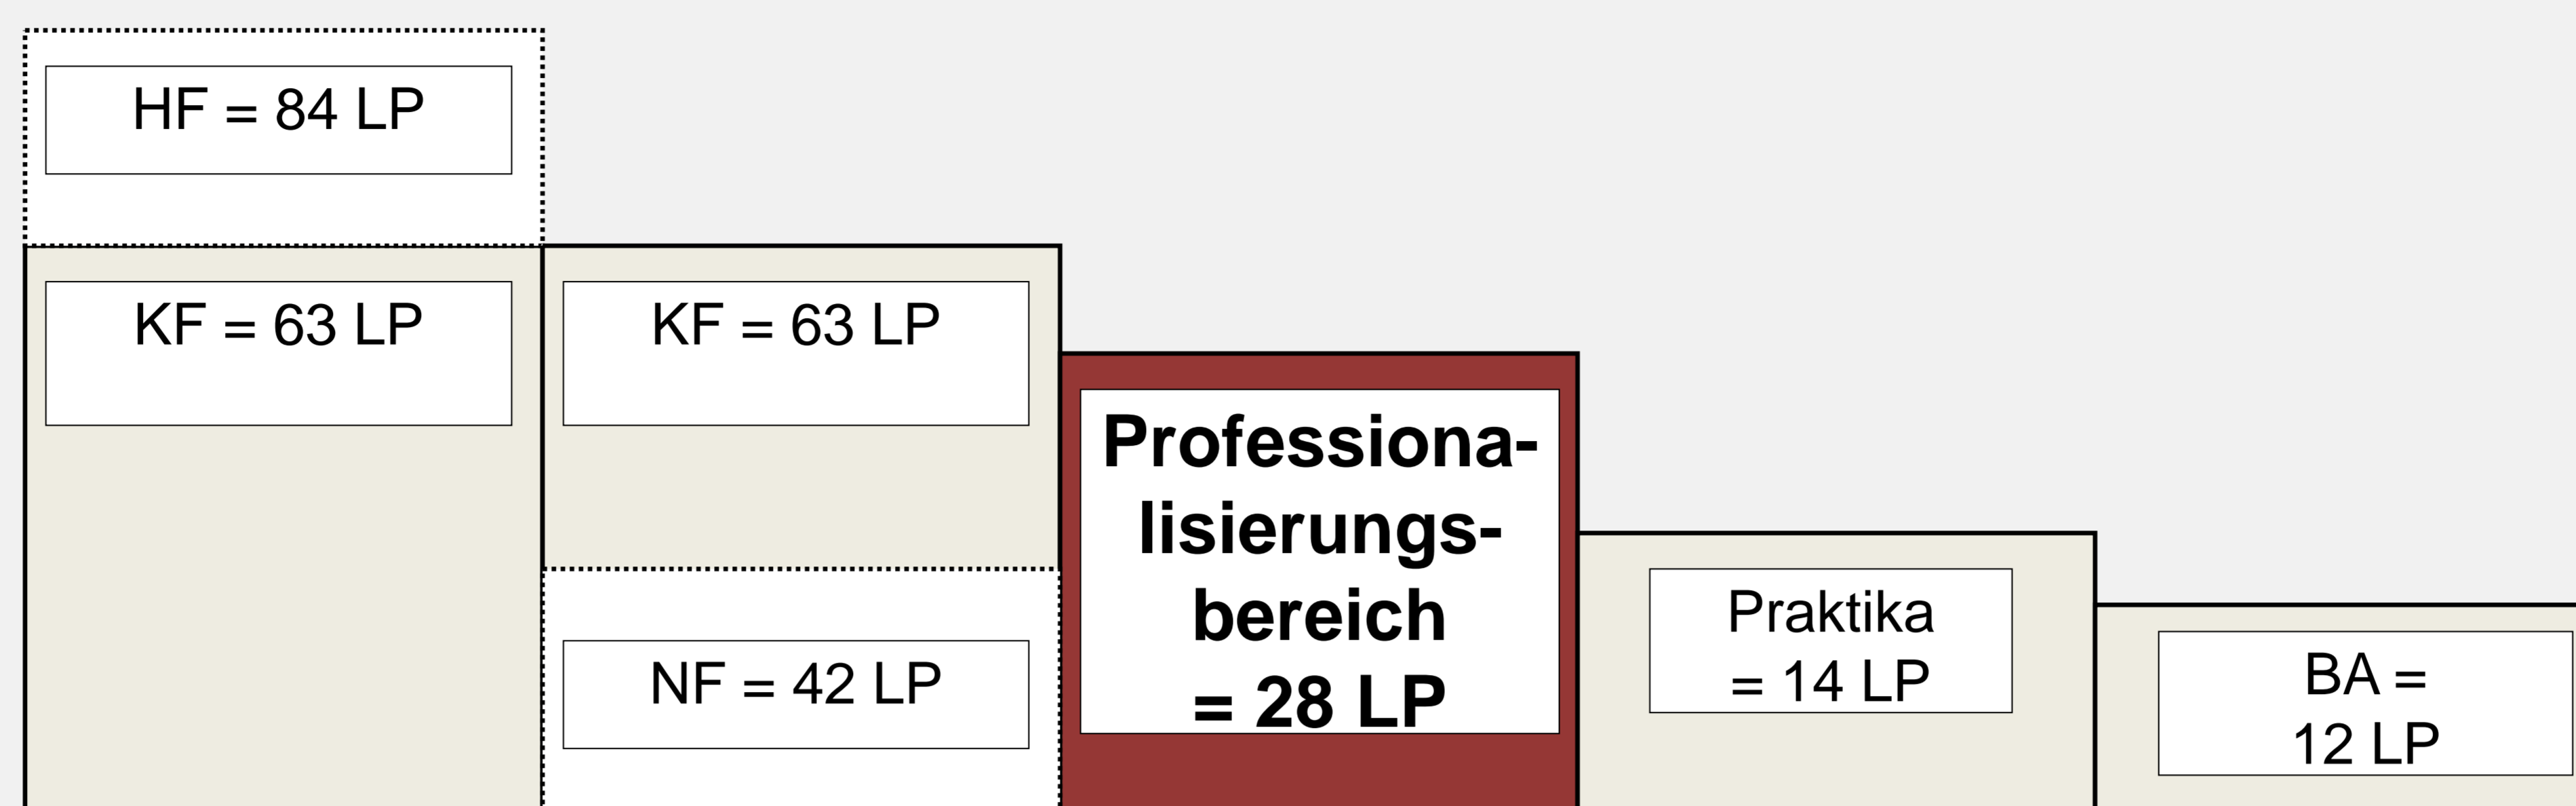 HF = 84 LP
KF = 63 LP
KF = 63 LP
NF = 42 LP
Professiona-
lisierungs-
bereich
= 28 LP
Praktika
= 14 LP
BA =
12 LP